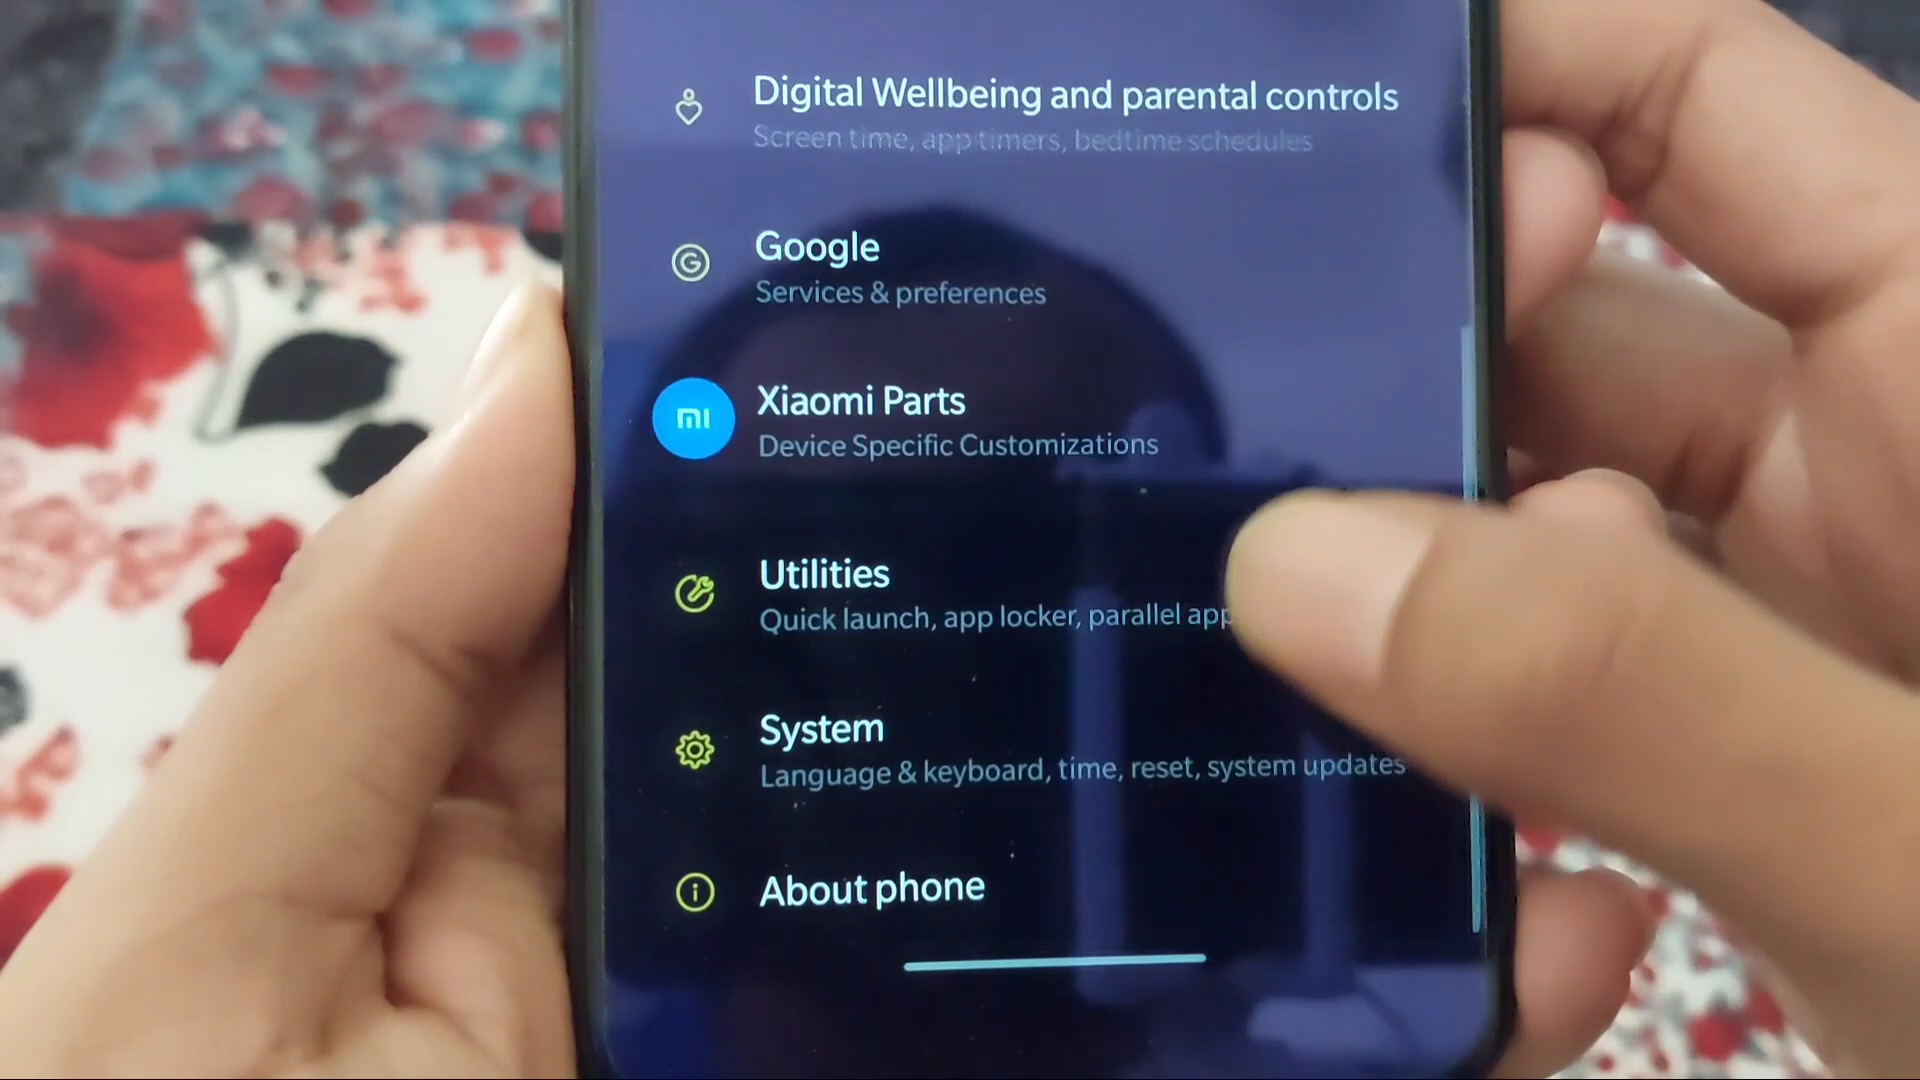 Digital Wellbeing and parental controls
Screen time, app timers, bedtime schedules
Google
Services & preferences
mi
Xiaomi Parts
Device Specific Customizations
Utilities
Quick launch, app locker, parallel app
System
Language & keyboard, time, reset, system updates
About phone